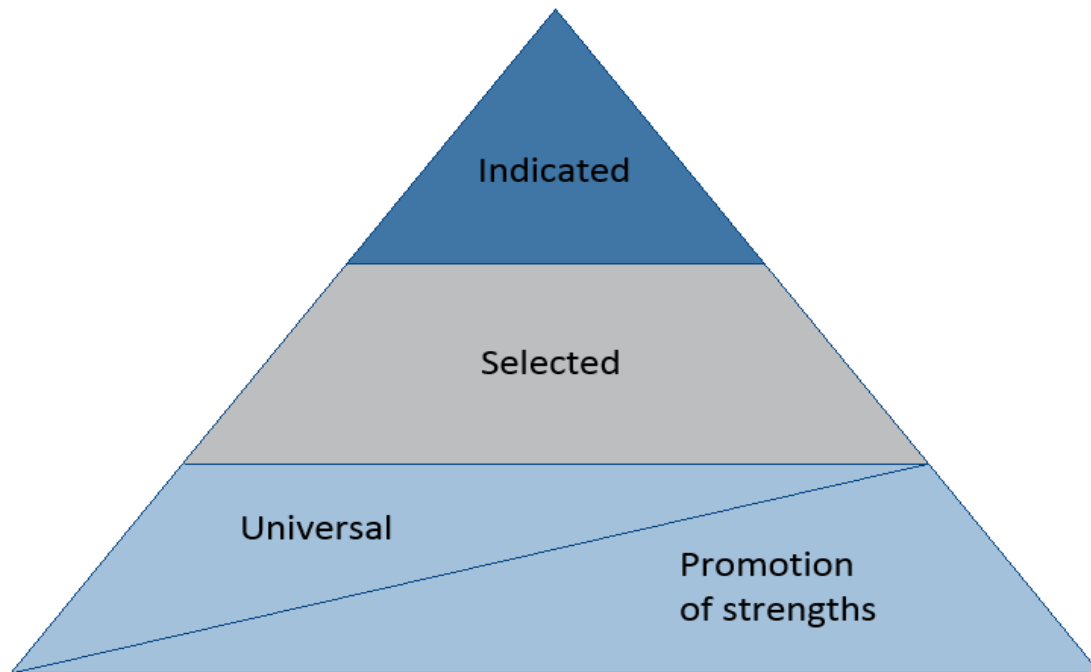 Indicated
Selected
Universal
Promotion
of strengths